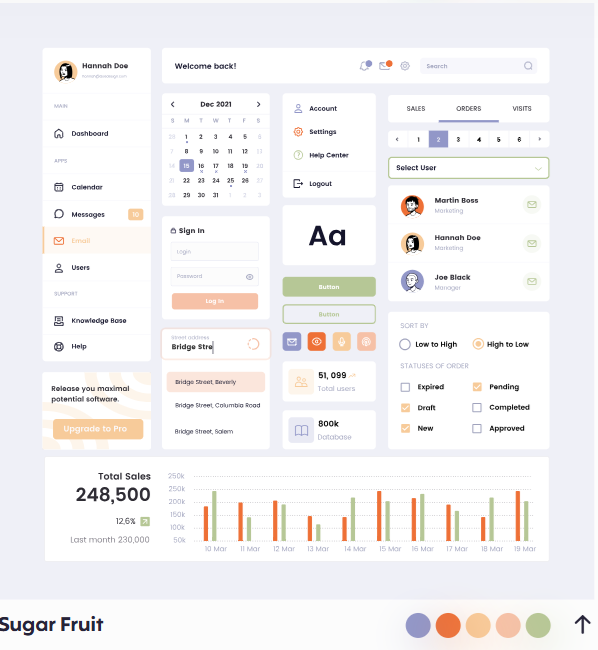 Hannah Doe
MAIN
Dashboard
APPS
Calendar
Messages 10
Email
Users
SUPPORT
Knowledge Base
Help
Release you maximal
potential software.
Upgrade to Pro
Welcome back!
Search
Dec 2021
S M T W T F S
1 2 3 4 5 6
7 8 9 10 11 12 13
14 15 16 17 18 19 20
21 22 23 24 25 26
28 29 30 31 1 2 3
Sign In
Login
Password
Log In
Street Address
Bridge Stre
Bridge Street, Beverly
Bridge Street, Columbia Road
Bridge Street, Salem
Account
Settings
Help Center
Logout
Aa
Button
Button
51, 099
Total users
800k
Database
SALES ORDERS VISITS
< 1 2 3 4 5 6 >
Select User
Martin Boss
Marketing
Hannah Doe
Marketing
Joe Black
Manager
SORT BY
Low to High High to Low
STATUSES OF ORDER
Expired Pending
Draft Completed
New Approved
Total Sales
248,500
12,6%
Last month 230,000
250k
250k
200k
150k
100k
50k
10 Mar 11 Mar 12 Mar 13 Mar 14 Mar 15 Mar 16 Mar 17 Mar 18 Mar 19 Mar
Sugar Fruit